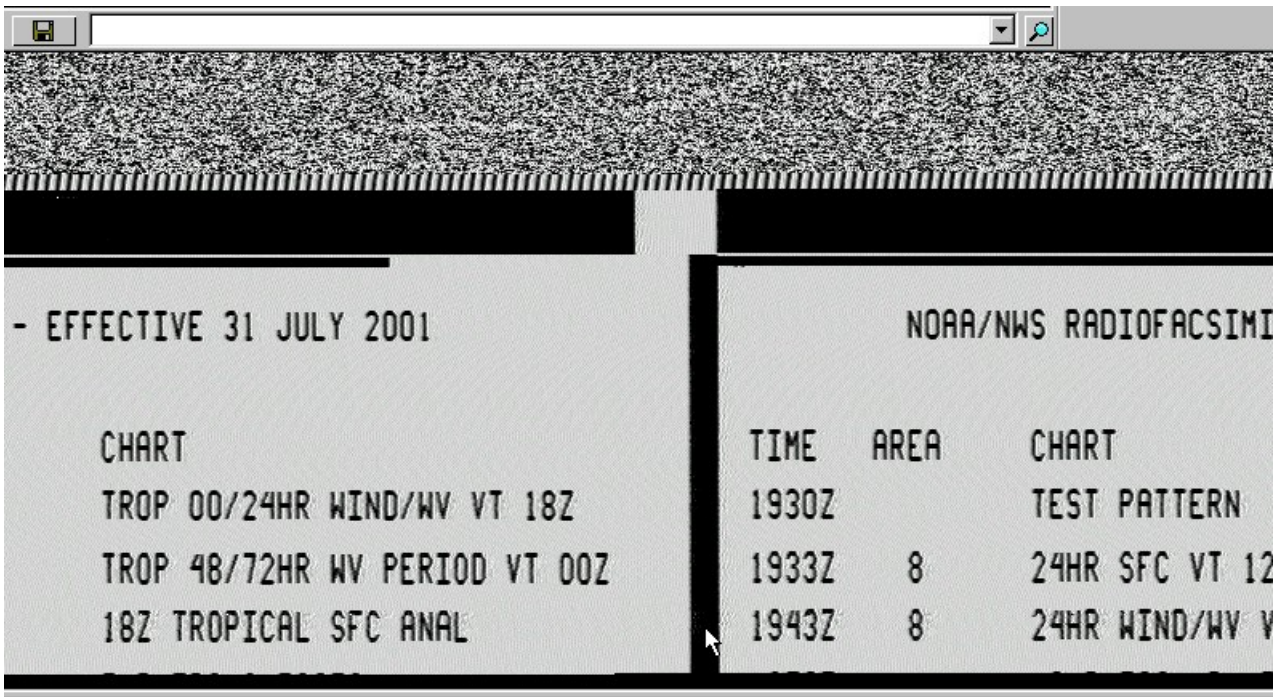 - EFFECTIVE 31 JULY 2001
CHART
TROP 00/24HR WIND/WV VT 18Z
TROP 48/72HR WV PERIOD VT 00Z
18Z TROPICAL SFC ANAL
NOAA/NWS RADIOFACSIMI
TIME AREA CHART
1930Z TEST PATTERN
1933Z 8 24HR SFC VT 12
1943Z 8 24HR WIND/WV V